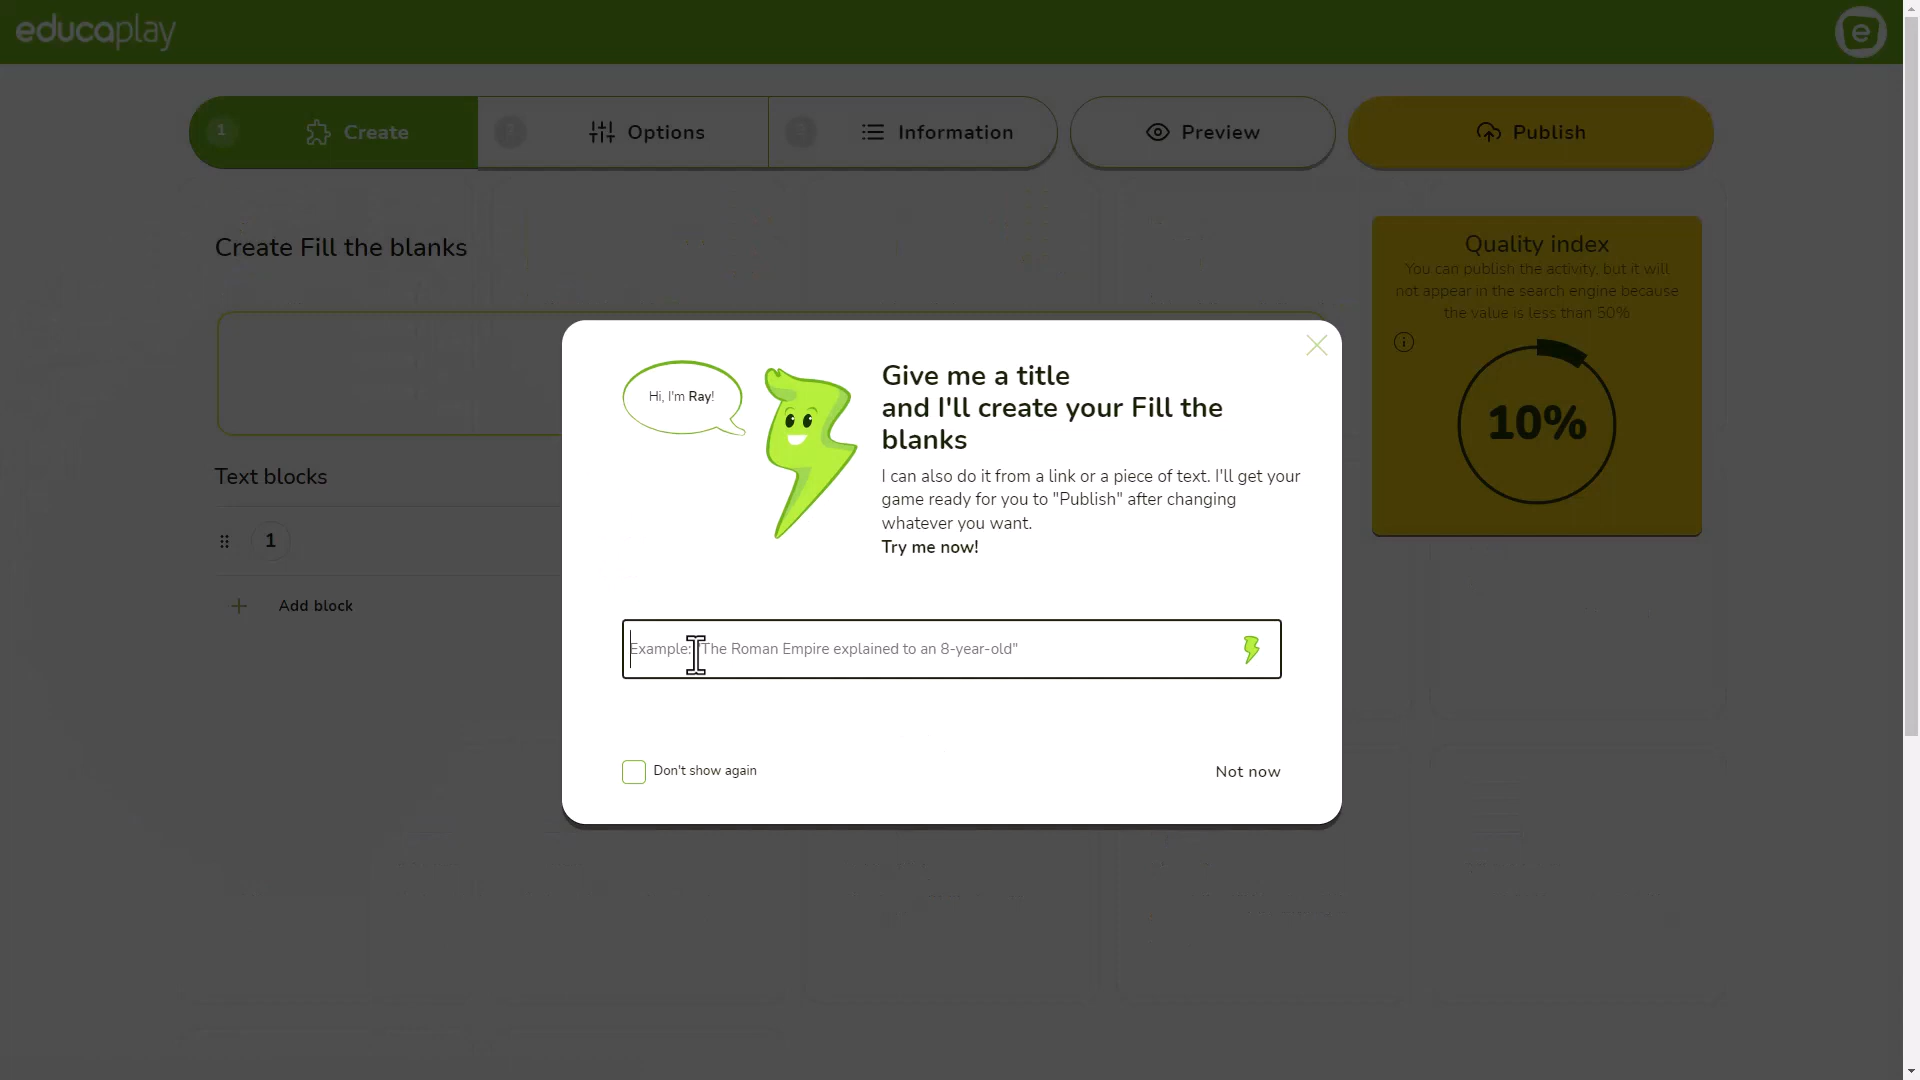 educaplay
e
1
Create
Options
Information
Preview
Publish
Create Fill the blanks
Quality index
You can publish the activity, but it will
not appear in the search engine because
the value is less than 50%
i
10%
Text blocks
1
Add block
Hi, I'm Ray!
Give me a title
and I'll create your Fill the
blanks
I can also do it from a link or a piece of text. I'll get your
game ready for you to "Publish" after changing
whatever you want.
Try me now!
Example: "The Roman Empire explained to an 8-year-old"
Don't show again
Not now